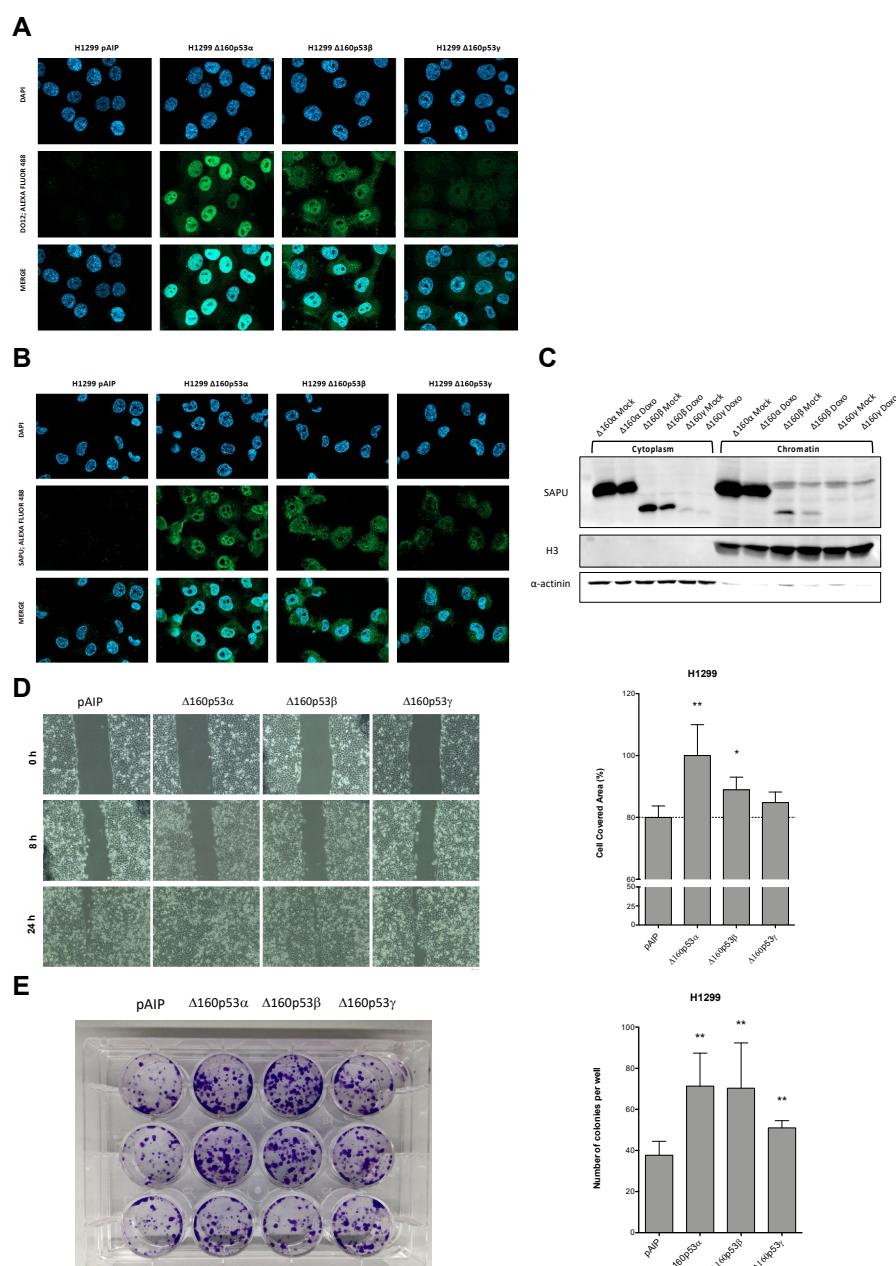 A
H1299 pAIP
H1299 Δ160p53α
H1299 Δ160p53β
H1299 Δ160p53γ
DAPI
DO12; ALEXA FLUOR 488
MERGE
B
H1299 pAIP
H1299 Δ160p53α
H1299 Δ160p53β
H1299 Δ160p53γ
DAPI
SAPU; ALEXA FLUOR 488
MERGE
C
Δ160α Mock
Δ160α Doxo
Δ160β Mock
Δ160β Doxo
Δ160γ Mock
Δ160γ Doxo
Δ160α Mock
Δ160α Doxo
Δ160β Mock
Δ160β Doxo
Δ160γ Mock
Δ160γ Doxo
Cytoplasm
Chromatin
SAPU
H3
α-actinin
D
pAIP
Δ160p53α
Δ160p53β
Δ160p53γ
0 h
8 h
24 h
H1299
Cell Covered Area (%)
120
100
80
60
50
25
0
**
*
pAIP
Δ160p53α
Δ160p53β
Δ160p53γ
E
pAIP Δ160p53α Δ160p53β Δ160p53γ
H1299
Number of colonies per well
100
80
60
40
20
0
**
**
**
pAIP
160p53α
160p53β
160p53γ